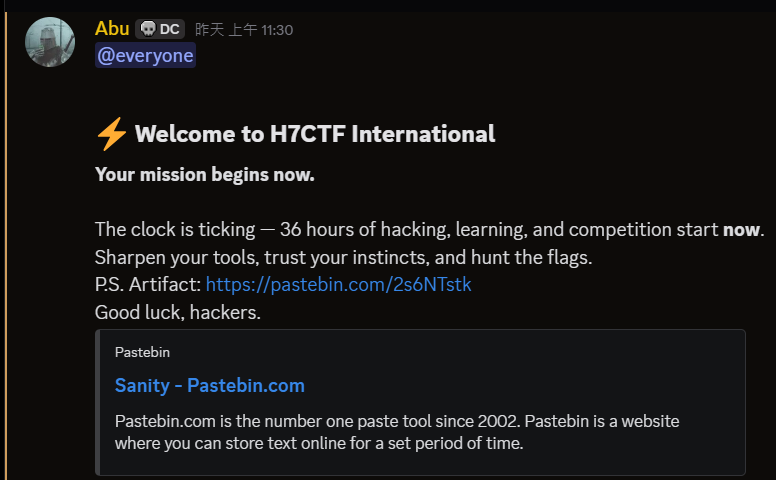 Abu DC 昨天 上午 11:30
@everyone
⚡ Welcome to H7CTF International
Your mission begins now.
The clock is ticking — 36 hours of hacking, learning, and competition start now.
Sharpen your tools, trust your instincts, and hunt the flags.
P.S. Artifact: https://pastebin.com/2s6NTstk
Good luck, hackers.
Pastebin
Sanity - Pastebin.com
Pastebin.com is the number one paste tool since 2002. Pastebin is a website
where you can store text online for a set period of time.